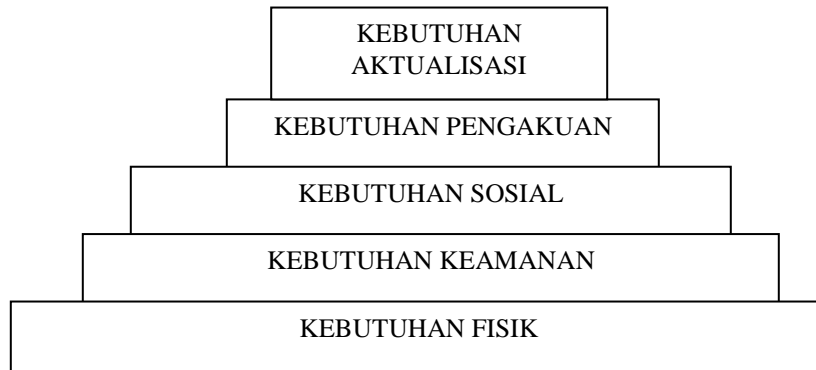 KEBUTUHAN
AKTUALISASI
KEBUTUHAN PENGAKUAN
KEBUTUHAN SOSIAL
KEBUTUHAN KEAMANAN
KEBUTUHAN FISIK